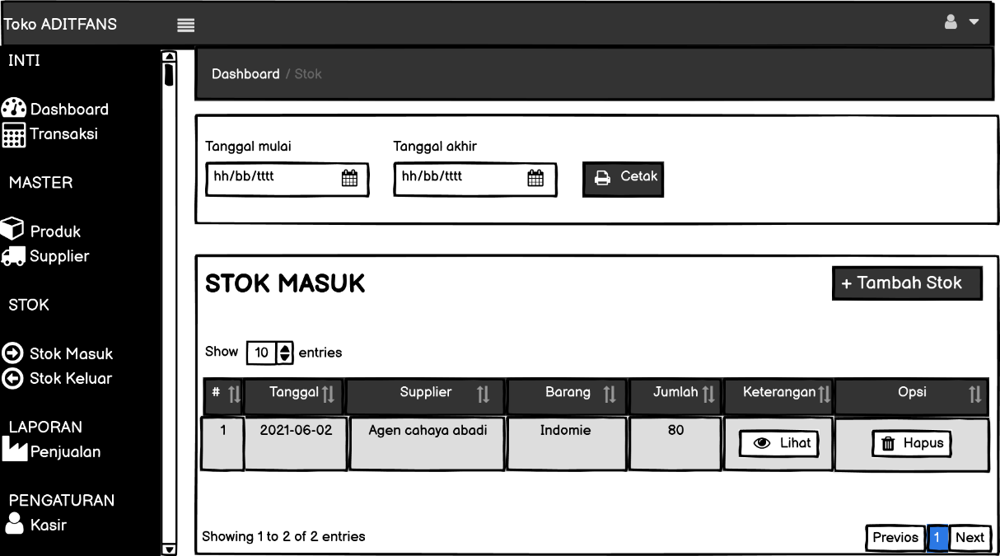 Toko ADITFANS
INTI
Dashboard
Transaksi
MASTER
Produk
Supplier
STOK
Stok Masuk
Stok Keluar
LAPORAN
Penjualan
PENGATURAN
Kasir
Dashboard / Stok
Tanggal mulai Tanggal akhir
hh/bb/tttt hh/bb/tttt Cetak
STOK MASUK + Tambah Stok
Show 10 entries
# Tanggal Supplier Barang Jumlah Keterangan Opsi
1 2021-06-02 Agen cahaya abadi Indomie 80 Lihat Hapus
Showing 1 to 2 of 2 entries Previos 1 Next